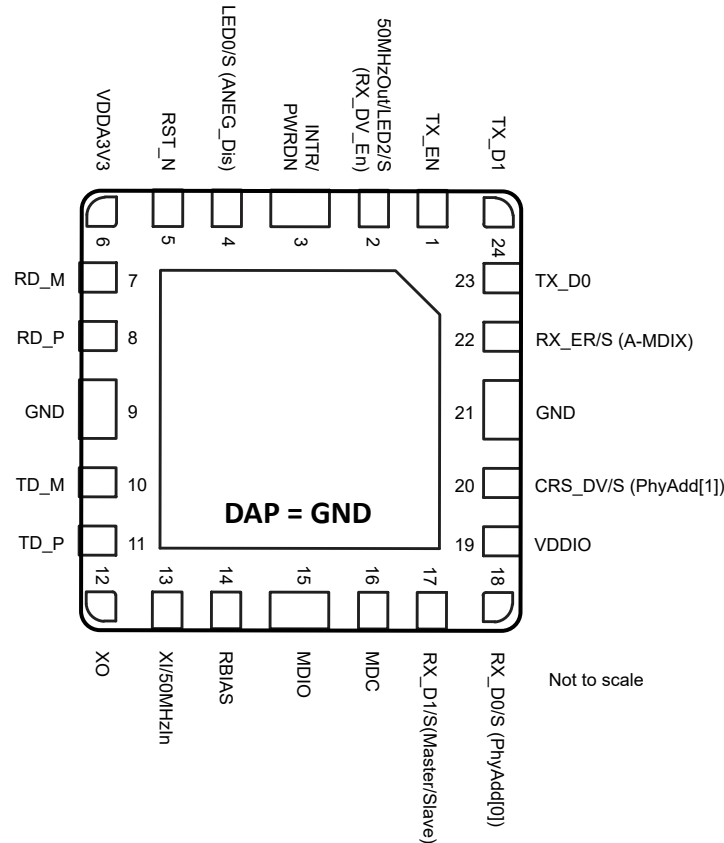 VDDA3V3
RST_N
LED0/S (ANEG_Dis)
INTR/
PWRDN
50MHzOut/LED2/S
(RX_DV_En)
TX_EN
TX_D1
6
5
4
3
2
1
24
RD_M 7
23 TX_D0
RD_P 8
22 RX_ER/S (A-MDIX)
GND 9
21 GND
TD_M 10
20 CRS_DV/S (PhyAdd[1])
DAP = GND
TD_P 11
19 VDDIO
12
13
14
15
16
17
18
XO
XI/50MHzIn
RBIAS
MDIO
MDC
RX_D1/S(Master/Slave)
RX_D0/S (PhyAdd[0])
Not to scale